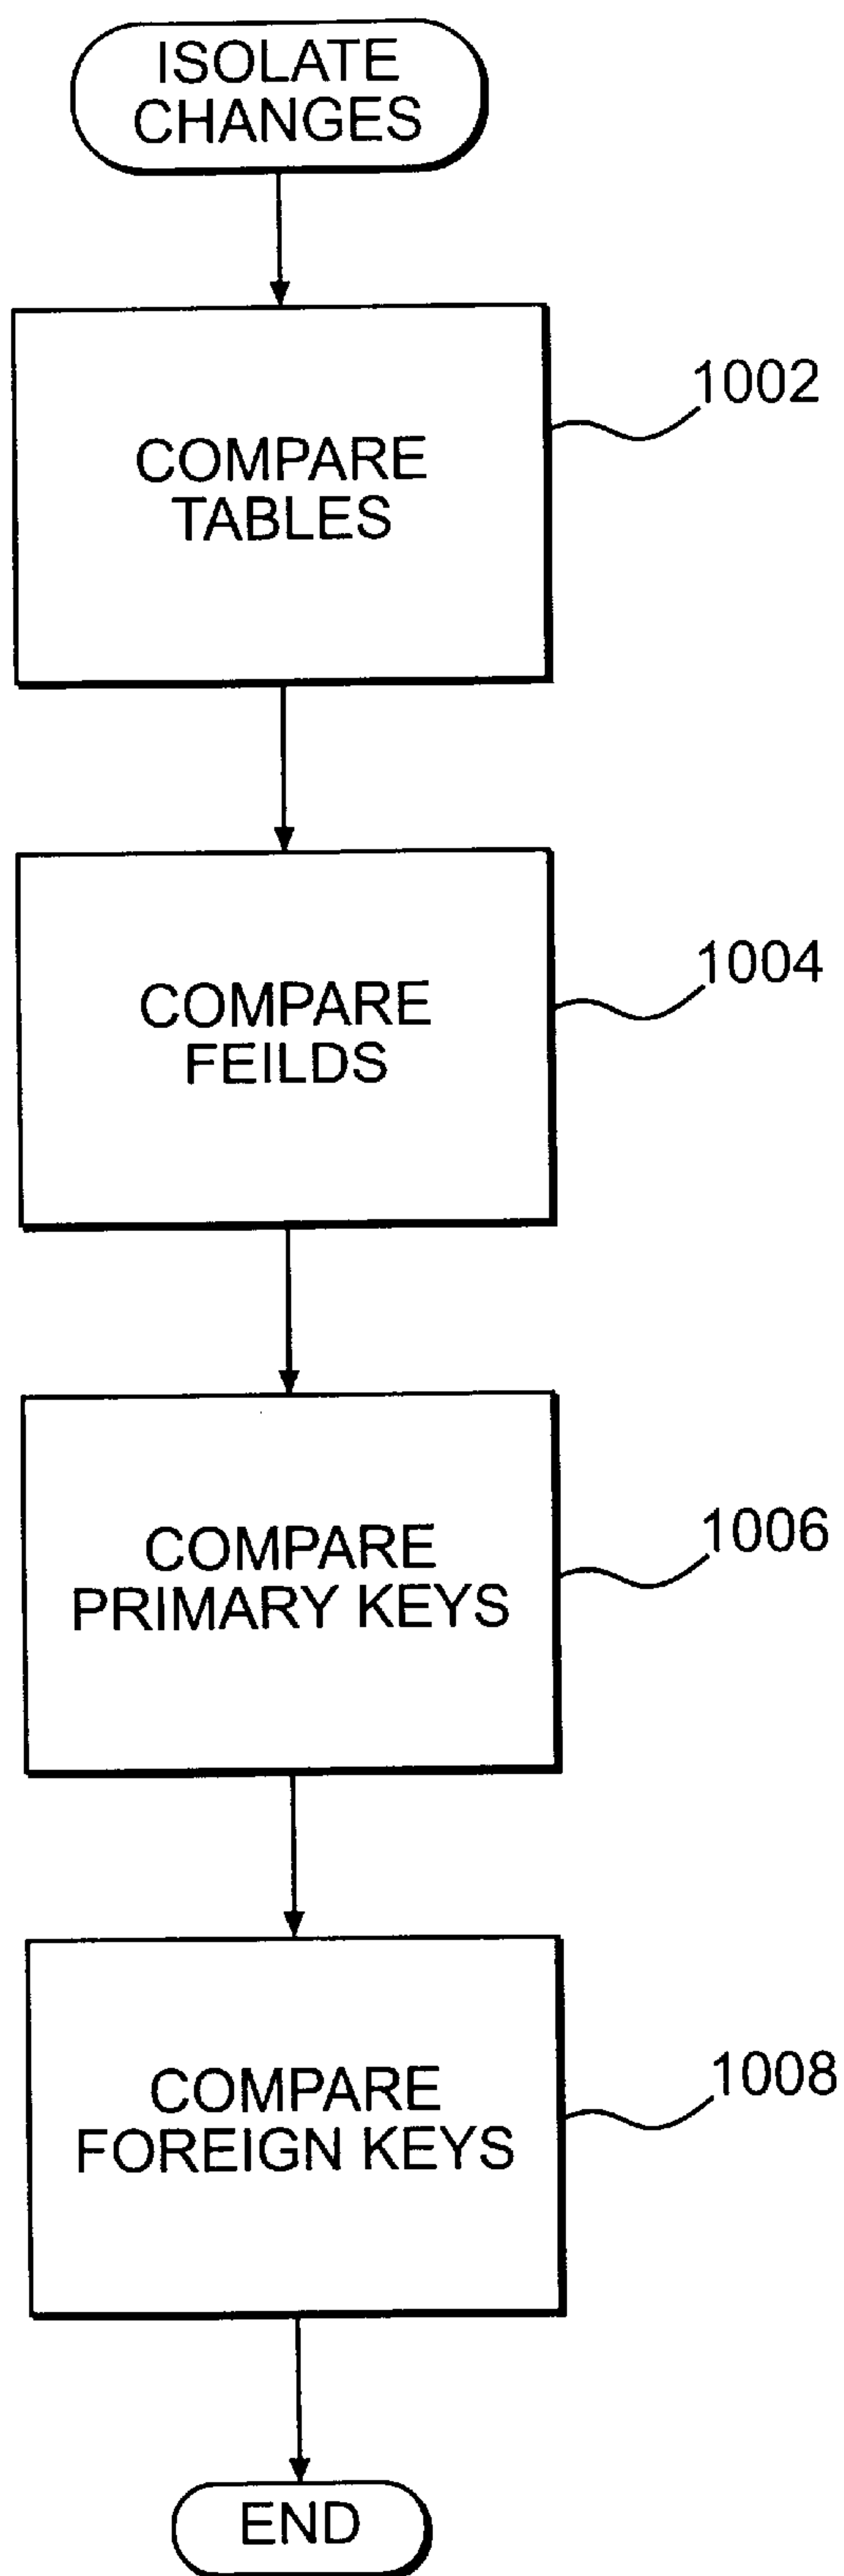 ISOLATE
CHANGES
COMPARE
TABLES
1002
COMPARE
FEILDS
1004
COMPARE
PRIMARY KEYS
1006
COMPARE
FOREIGN KEYS
1008
END